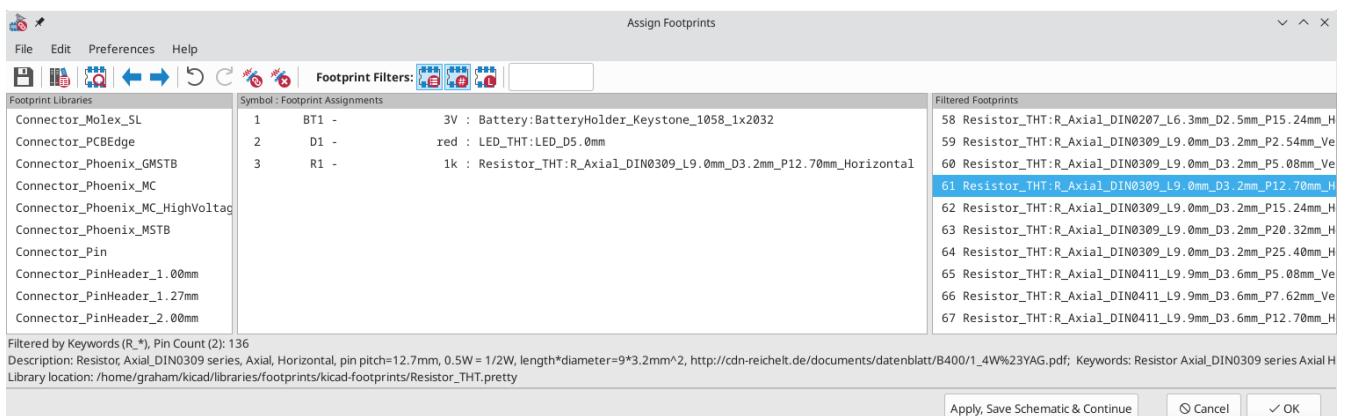 Assign Footprints
File Edit Preferences Help
Footprint Filters:
Footprint Libraries
Connector_Molex_SL
Connector_PCBEdge
Connector_Phoenix_GMSTB
Connector_Phoenix_MC
Connector_Phoenix_MC_HighVoltag
Connector_Phoenix_MSTB
Connector_Pin
Connector_PinHeader_1.00mm
Connector_PinHeader_1.27mm
Connector_PinHeader_2.00mm
Symbol : Footprint Assignments
1 BT1 - 3V : Battery:BatteryHolder_Keystone_1058_1x2032
2 D1 - red : LED_THT:LED_D5.0mm
3 R1 - 1k : Resistor_THT:R_Axial_DIN0309_L9.0mm_D3.2mm_P12.70mm_Horizontal
Filtered Footprints
58 Resistor_THT:R_Axial_DIN0207_L6.3mm_D2.5mm_P15.24mm_H
59 Resistor_THT:R_Axial_DIN0309_L9.0mm_D3.2mm_P2.54mm_Ve
60 Resistor_THT:R_Axial_DIN0309_L9.0mm_D3.2mm_P5.08mm_Ve
61 Resistor_THT:R_Axial_DIN0309_L9.0mm_D3.2mm_P12.70mm_H
62 Resistor_THT:R_Axial_DIN0309_L9.0mm_D3.2mm_P15.24mm_H
63 Resistor_THT:R_Axial_DIN0309_L9.0mm_D3.2mm_P20.32mm_H
64 Resistor_THT:R_Axial_DIN0309_L9.0mm_D3.2mm_P25.40mm_H
65 Resistor_THT:R_Axial_DIN0411_L9.9mm_D3.6mm_P5.08mm_Ve
66 Resistor_THT:R_Axial_DIN0411_L9.9mm_D3.6mm_P7.62mm_Ve
67 Resistor_THT:R_Axial_DIN0411_L9.9mm_D3.6mm_P12.70mm_H
Filtered by Keywords (R_*), Pin Count (2): 136
Description: Resistor, Axial_DIN0309 series, Axial, Horizontal, pin pitch=12.7mm, 0.5W = 1/2W, length*diameter=9*3.2mm^2, http://cdn-reichelt.de/documents/datenblatt/B400/1_4W%23YAG.pdf; Keywords: Resistor Axial_DIN0309 series Axial H
Library location: /home/graham/kicad/libraries/footprints/kicad-footprints/Resistor_THT.pretty
Apply, Save Schematic & Continue Cancel OK